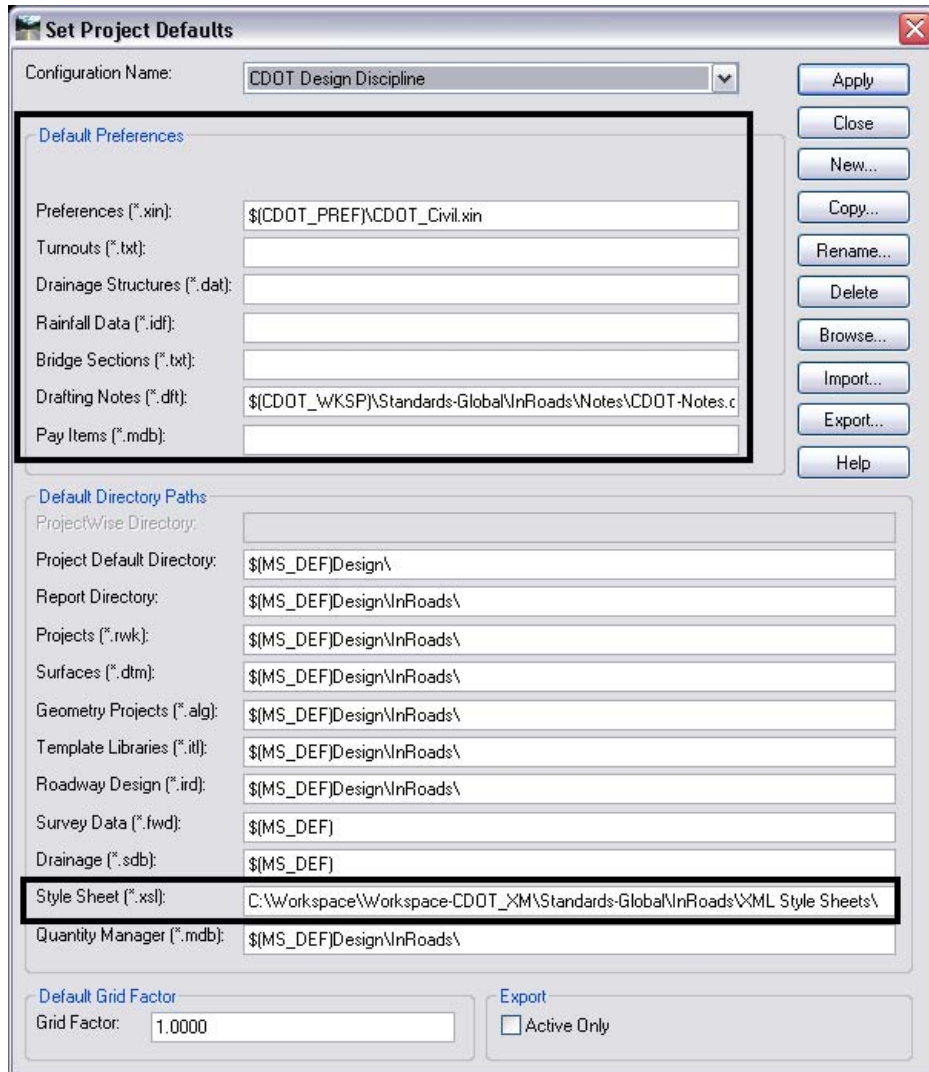 Set Project Defaults
Configuration Name: CDOT Design Discipline
Apply
Close
New...
Copy...
Rename...
Delete
Browse...
Import...
Export...
Help
Default Preferences
Preferences (*.xin): $(CDOT_PREF)\CDOT_Civil.xin
Turnouts (*.txt):
Drainage Structures (*.dat):
Rainfall Data (*.idf):
Bridge Sections (*.txt):
Drafting Notes (*.dft): $(CDOT_WKSP)\Standards-Global\InRoads\Notes\CDOT-Notes.c
Pay Items (*.mdb):
Default Directory Paths
ProjectWise Directory:
Project Default Directory: $(MS_DEF)Design\
Report Directory: $(MS_DEF)Design\InRoads\
Projects (*.rwk): $(MS_DEF)Design\InRoads\
Surfaces (*.dtm): $(MS_DEF)Design\InRoads\
Geometry Projects (*.alg): $(MS_DEF)Design\InRoads\
Template Libraries (*.itl): $(MS_DEF)Design\InRoads\
Roadway Design (*.ird): $(MS_DEF)Design\InRoads\
Survey Data (*.fwd): $(MS_DEF)
Drainage (*.sdb): $(MS_DEF)
Style Sheet (*.xsl): C:\Workspace\Workspace-CDOT_XM\Standards-Global\InRoads\XML Style Sheets\
Quantity Manager (*.mdb): $(MS_DEF)Design\InRoads\
Default Grid Factor
Grid Factor: 1.0000
Export
Active Only